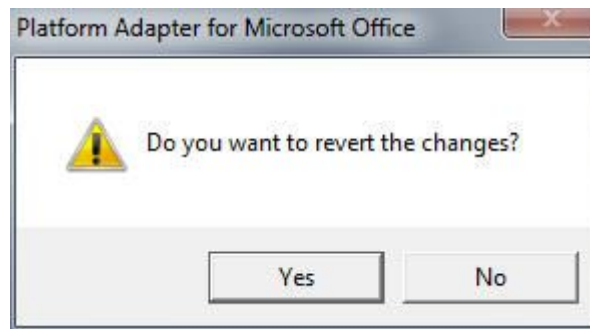 Platform Adapter for Microsoft Office
Do you want to revert the changes?
Yes No